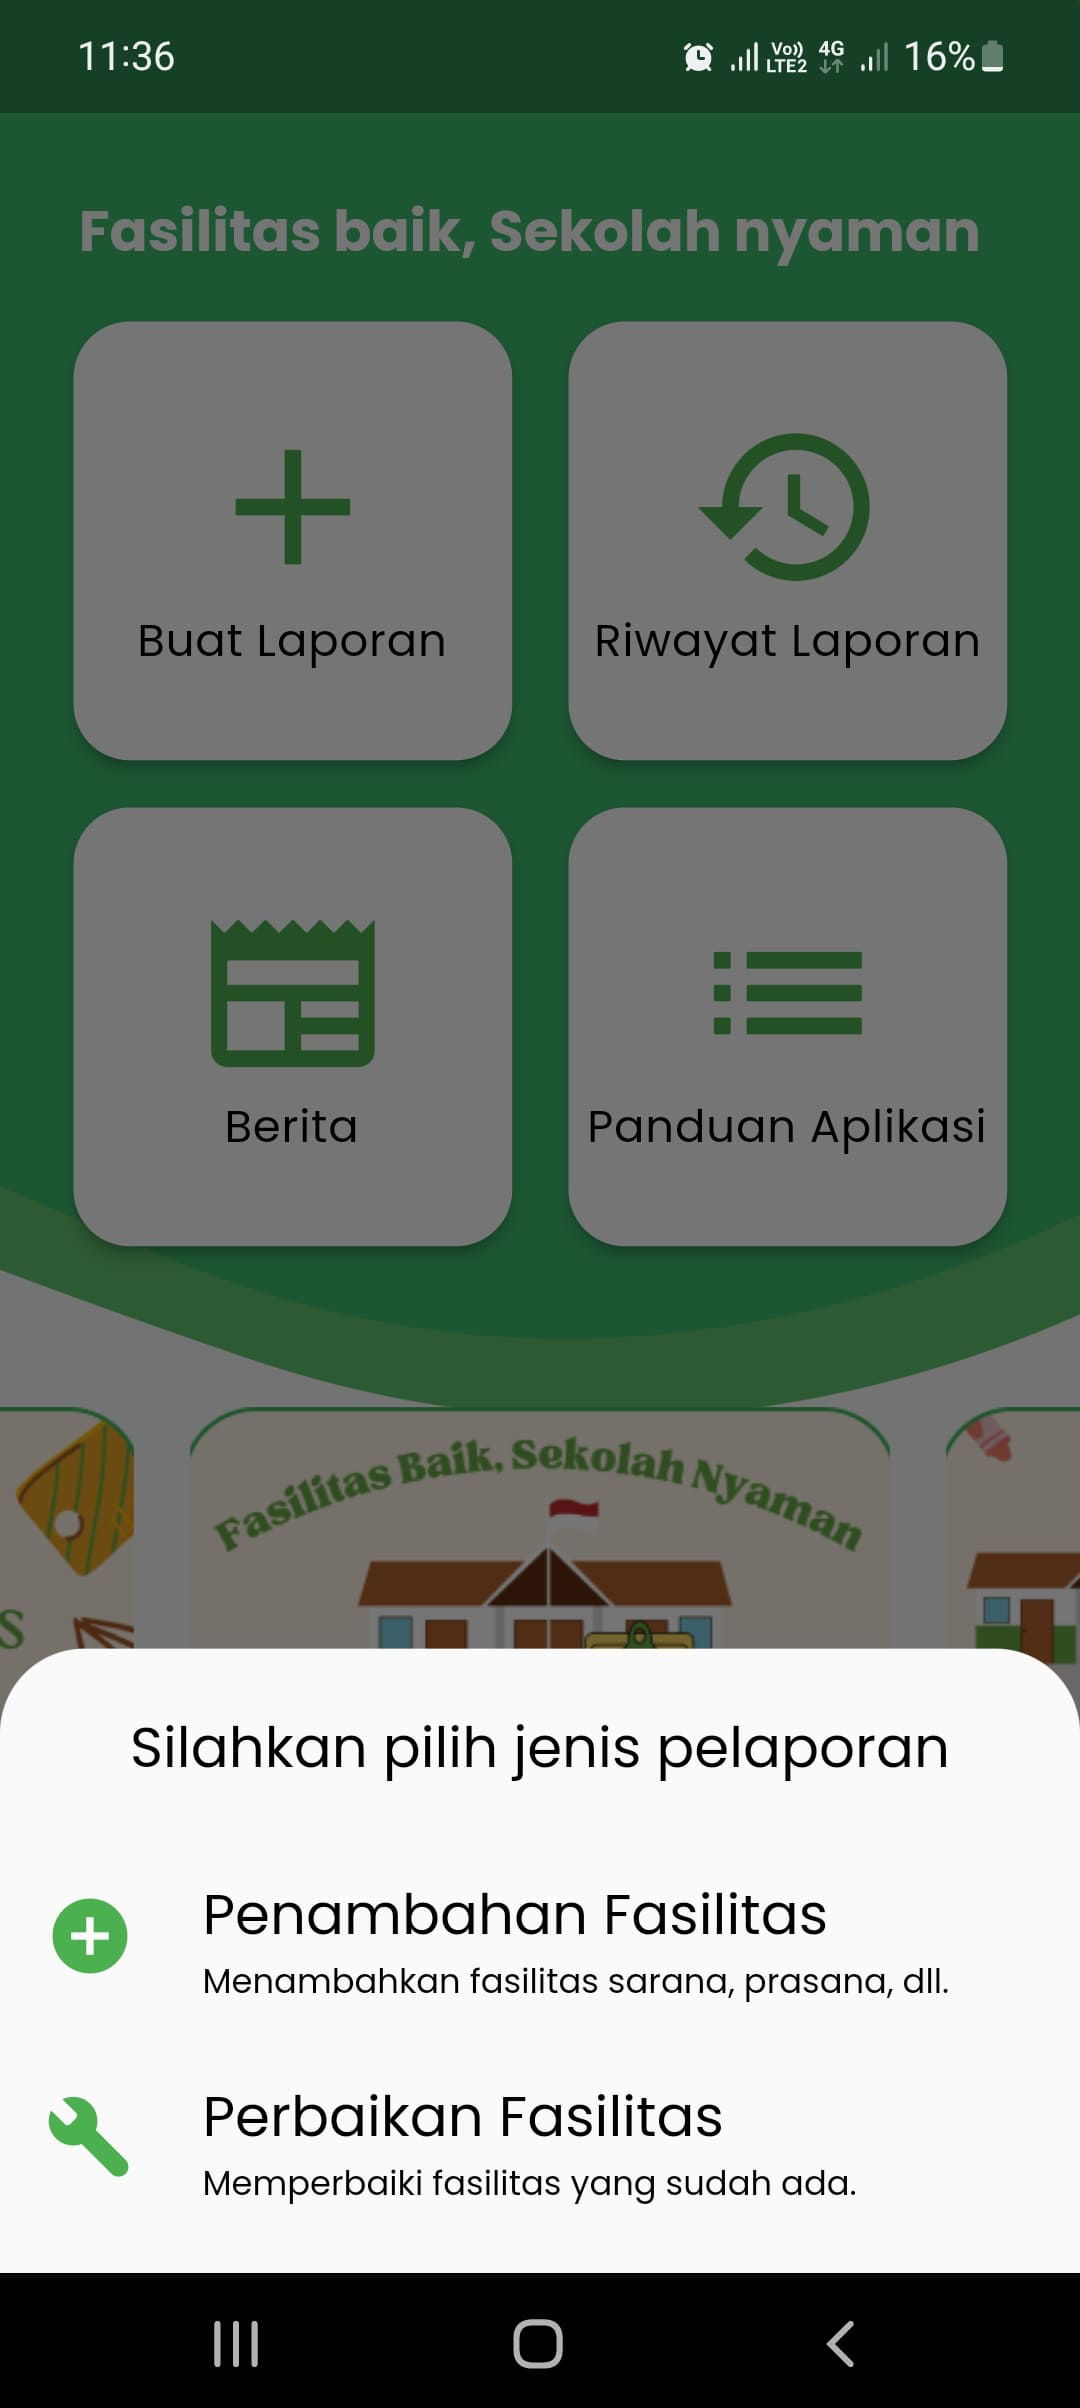 11:36
Vo))
LTE2
4G
16%
Fasilitas baik, Sekolah nyaman
Buat Laporan
Riwayat Laporan
Berita
Panduan Aplikasi
Fasilitas Baik, Sekolah Nyaman
S
Silahkan pilih jenis pelaporan
Penambahan Fasilitas
Menambahkan fasilitas sarana, prasana, dll.
Perbaikan Fasilitas
Memperbaiki fasilitas yang sudah ada.